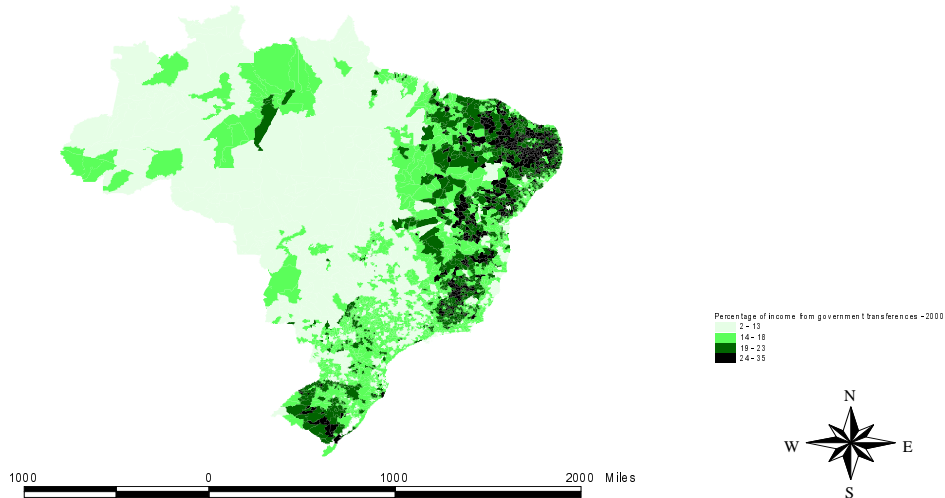 Percentage of income from government transferences - 2000
2 - 13
14 - 18
19 - 23
24 - 35
N
W E
S
1000 0 1000 2000 Miles